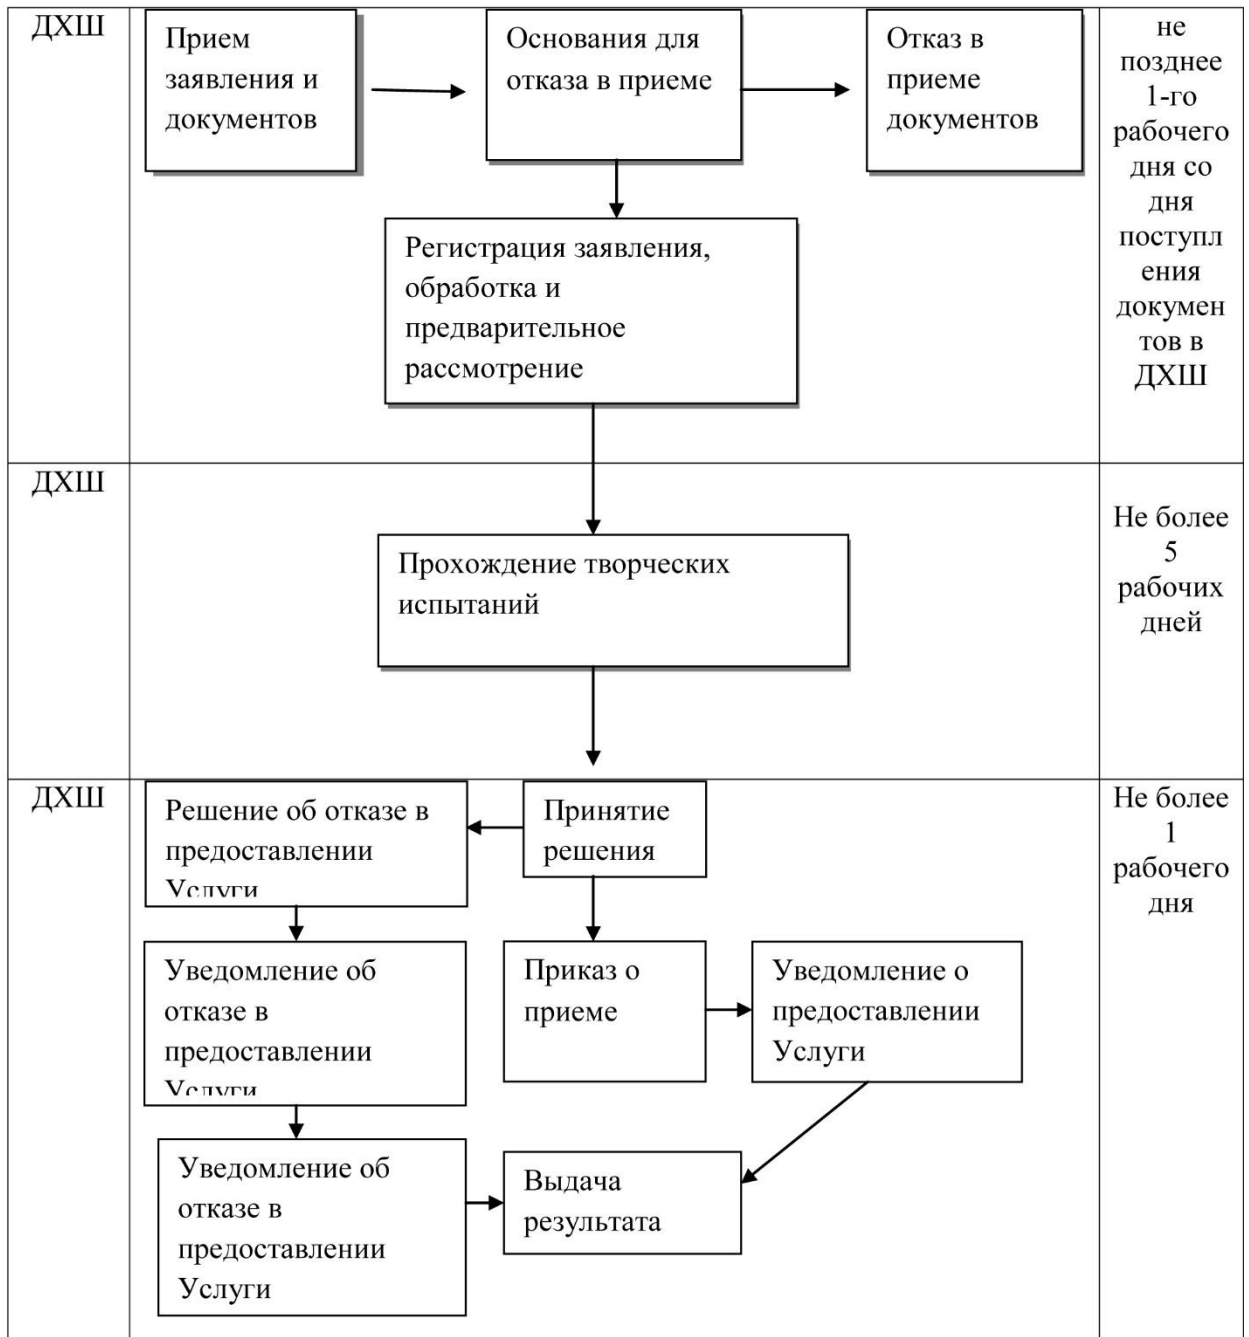 ДХШ
Прием
заявления и
документов
Основания для
отказа в приеме
Отказ в
приеме
документов
не
позднее
1-го
рабочего
дня со
дня
поступл
ения
докумен
тов в
ДХШ
Регистрация заявления,
обработка и
предварительное
рассмотрение
ДХШ
Прохождение творческих
испытаний
Не более
5
рабочих
дней
ДХШ
Решение об отказе в
предоставлении
Услуги
Принятие
решения
Не более
1
рабочего
дня
Уведомление об
отказе в
предоставлении
Услуги
Приказ о
приеме
Уведомление о
предоставлении
Услуги
Уведомление об
отказе в
предоставлении
Услуги
Выдача
результата